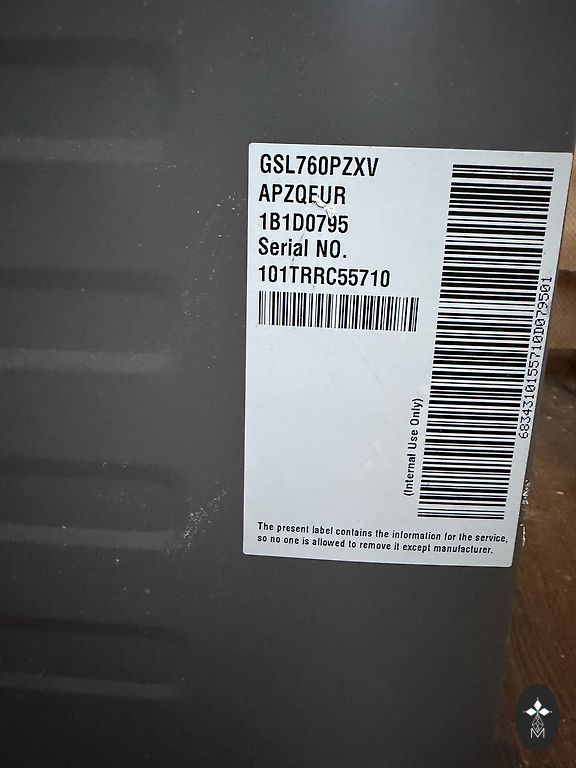 GSL760PZXV
APZQEUR
1B1D0795
Serial NO.
101TRRC55710
(Internal Use Only)
6834310155710D079501
The present label contains the information for the service,
so no one is allowed to remove it except manufacturer.
M